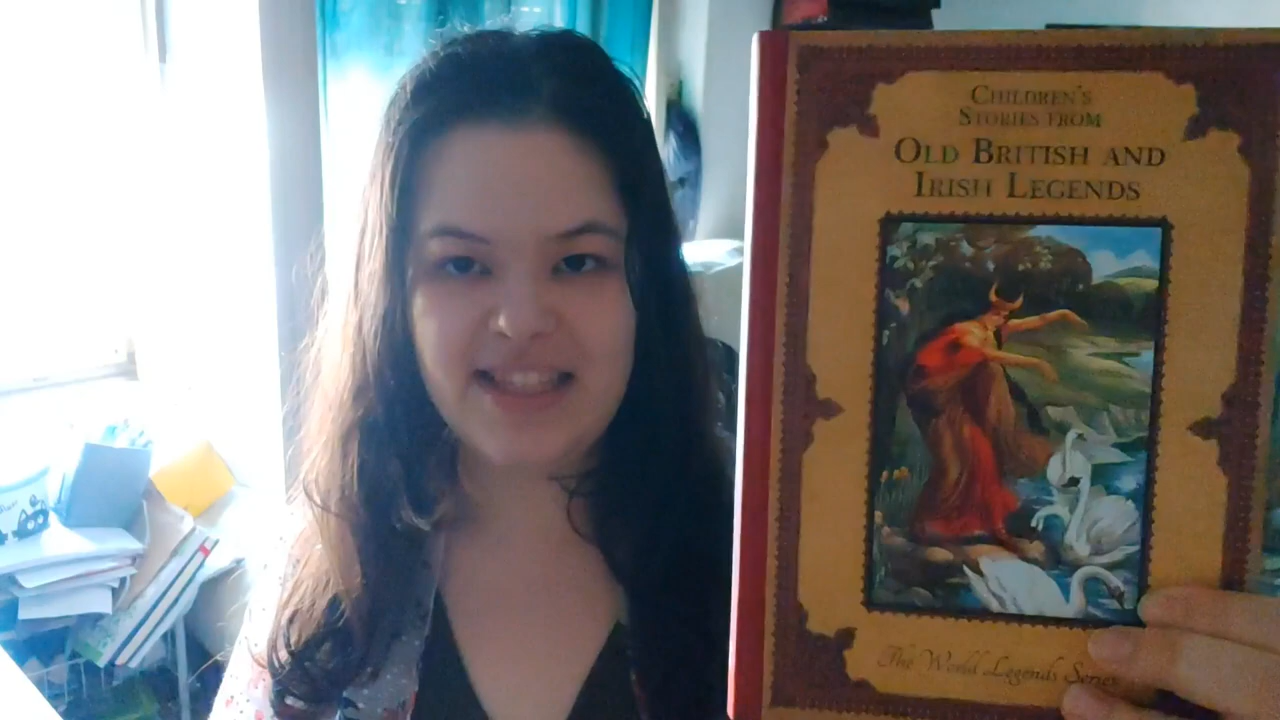 CHILDREN'S
STORIES FROM
OLD BRITISH AND
IRISH LEGENDS
The World Legends Series